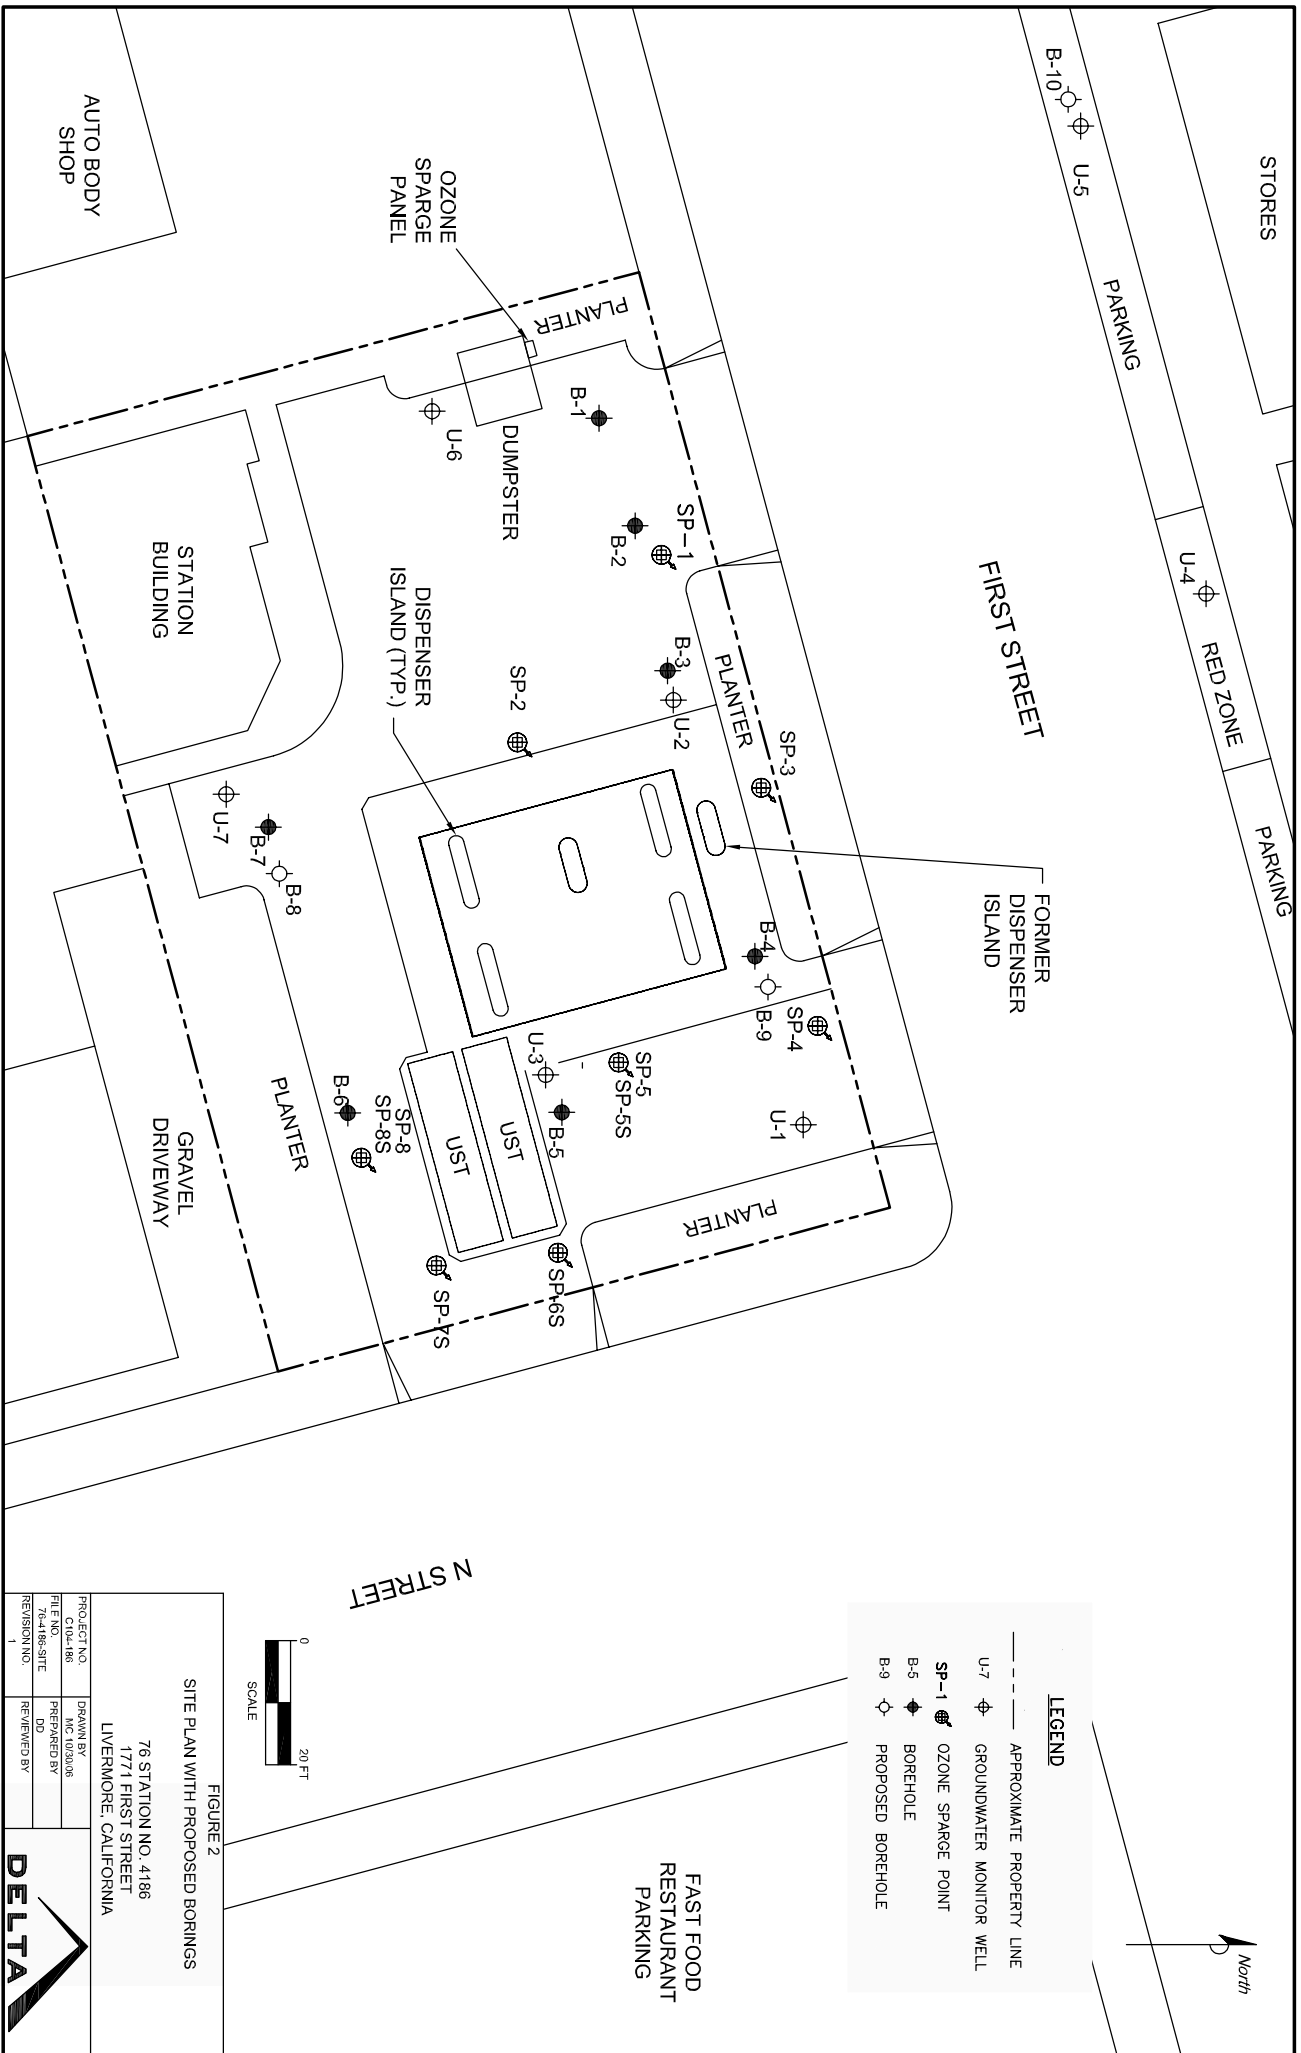 STORES
B-10
U-5
PARKING
U-4
RED ZONE
PARKING
FIRST STREET
AUTO BODY
SHOP
OZONE
SPARGE
PANEL
PLANTER
B-1
U-6
DUMPSTER
B-2
SP-1
B-3
U-2
PLANTER
SP-3
SP-2
DISPENSER
ISLAND (TYP.)
STATION
BUILDING
FORMER
DISPENSER
ISLAND
B-4
B-9
SP-4
U-7
B-7
B-8
U-3
SP-5
SP-5S
U-1
B-5
B-6
SP-8
SP-8S
UST
UST
PLANTER
PLANTER
GRAVEL
DRIVEWAY
SP-6S
SP-7S
N STREET
FAST FOOD
RESTAURANT
PARKING
North
LEGEND
APPROXIMATE PROPERTY LINE
U-7 GROUNDWATER MONITOR WELL
SP-1 OZONE SPARGE POINT
B-5 BOREHOLE
B-9 PROPOSED BOREHOLE
0 20 FT
SCALE
FIGURE 2
SITE PLAN WITH PROPOSED BORINGS
76 STATION NO. 4186
1771 FIRST STREET
LIVERMORE, CALIFORNIA
PROJECT NO.
C104-186
DRAWN BY
MC 10/30/06
FILE NO.
76-4186-SITE
PREPARED BY
DD
REVISION NO.
1
REVIEWED BY
DELTA